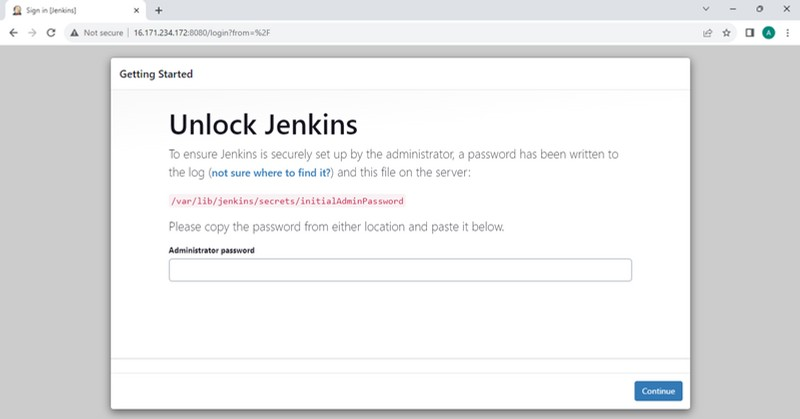 Sign in [Jenkins]
Not secure | 16.171.234.172:8080/login?from=%2F
A
Getting Started
Unlock Jenkins
To ensure Jenkins is securely set up by the administrator, a password has been written to
the log (not sure where to find it?) and this file on the server:
/var/lib/jenkins/secrets/initialAdminPassword
Please copy the password from either location and paste it below.
Administrator password
Continue